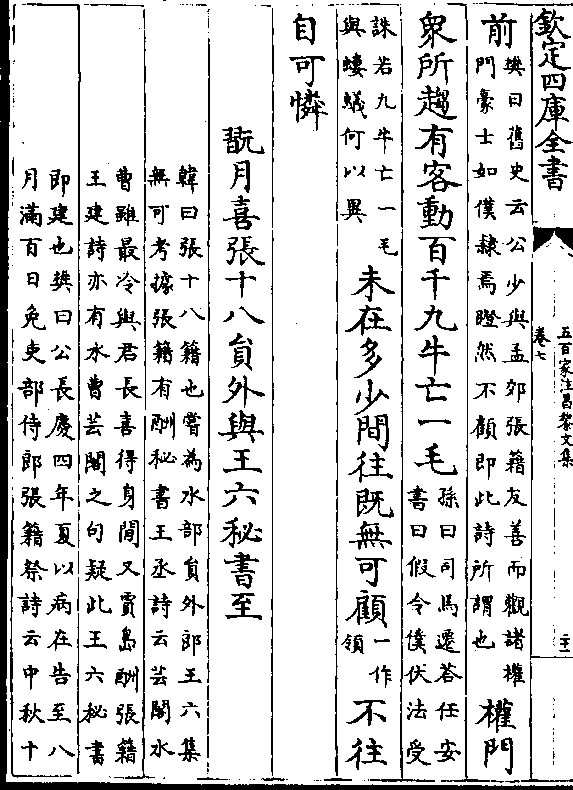 欽定四庫全書
五百家注昌黎文集
卷七
二十一
前樊曰舊史云公少與孟郊張籍友善而觀諸權門豪士如僕隸焉瞪然不顧即此詩所謂也權門
衆所趨有客動百千九牛亡一毛孫曰司馬遷荅任安書曰假令僕伏法受
誅若九牛亡一毛與螻蟻何以異未在多少間往既無可顧一作領不往
自可憐
翫月喜張十八員外與王六秘書至
韓曰張十八籍也嘗為水部員外郎王六集無可考據張籍有酬秘書王丞詩云芸閣水
曹雖最冷與君長喜得身閒又賈島酬張籍王建詩亦有水曹芸閣之句疑此王六秘書
即建也樊曰公長慶四年夏以病在告至八月滿百日免吏部侍郎張籍祭詩云中秋十